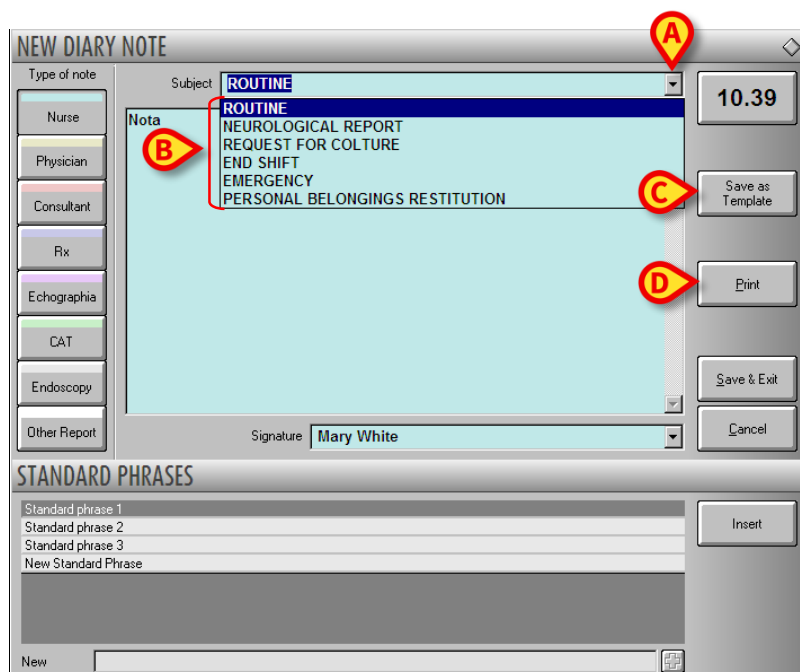 NEW DIARY NOTE
A
Type of note
Subject
ROUTINE
10.39
Nurse
Nota
ROUTINE
NEUROLOGICAL REPORT
REQUEST FOR COLTURE
END SHIFT
EMERGENCY
PERSONAL BELONGINGS RESTITUTION
B
Physician
C
Save as
Template
Consultant
Rx
D
Print
Echographia
CAT
Endoscopy
Save & Exit
Other Report
Signature
Mary White
Cancel
STANDARD PHRASES
Standard phrase 1
Standard phrase 2
Standard phrase 3
New Standard Phrase
Insert
New